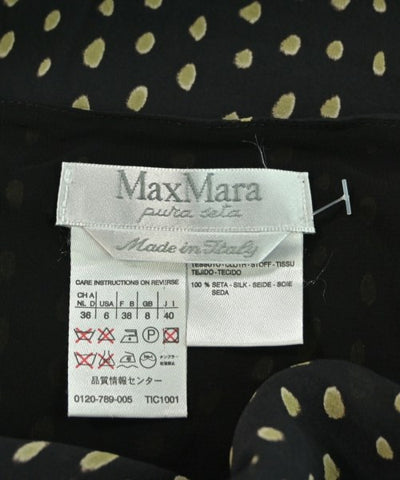 MaxMara
pura seta
Made in Italy
CARE INSTRUCTIONS ON REVERSE
CH A
NL D USA F B GB J I
36 6 38 8 40
品質情報センター
0120-789-005 TIC1001
TESSUTO-CLOTH-STOFF-TISSU
TEJIDO-TECIDO
100 % SETA - SILK - SEIDE - SOIE
SEDA